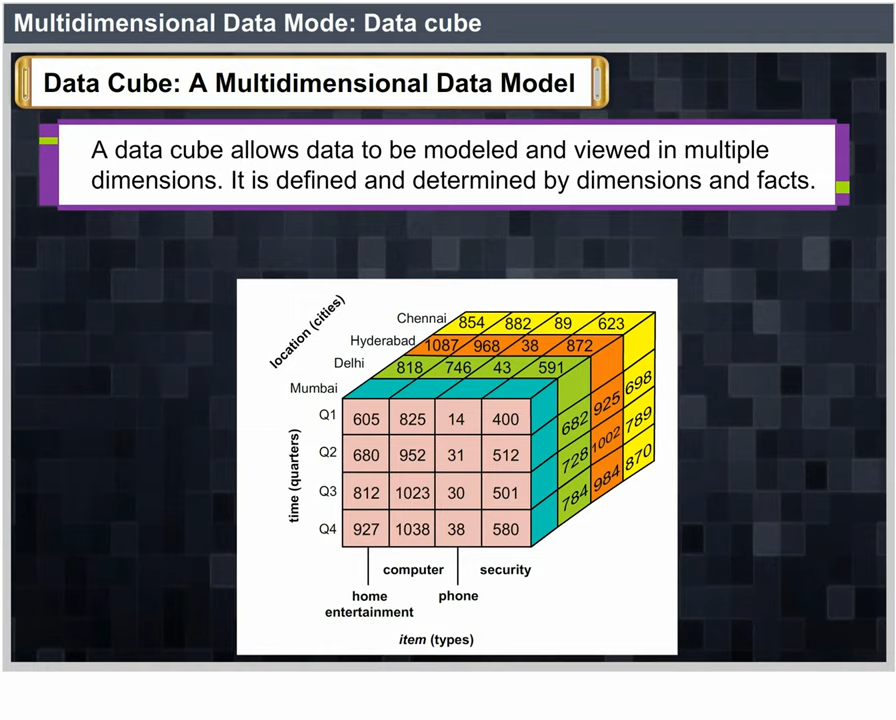 Multidimensional Data Mode: Data cube
Data Cube: A Multidimensional Data Model
A data cube allows data to be modeled and viewed in multiple
dimensions. It is defined and determined by dimensions and facts.
location (cities)
Chennai 854 882 89 623
Hyderabad 1087 968 38 872
Delhi 818 746 43 591
Mumbai
time (quarters)
Q1 605 825 14 400
Q2 680 952 31 512
Q3 812 1023 30 501
Q4 927 1038 38 580
682 925 698
728 1002 789
784 984 870
computer security
home phone
entertainment
item (types)